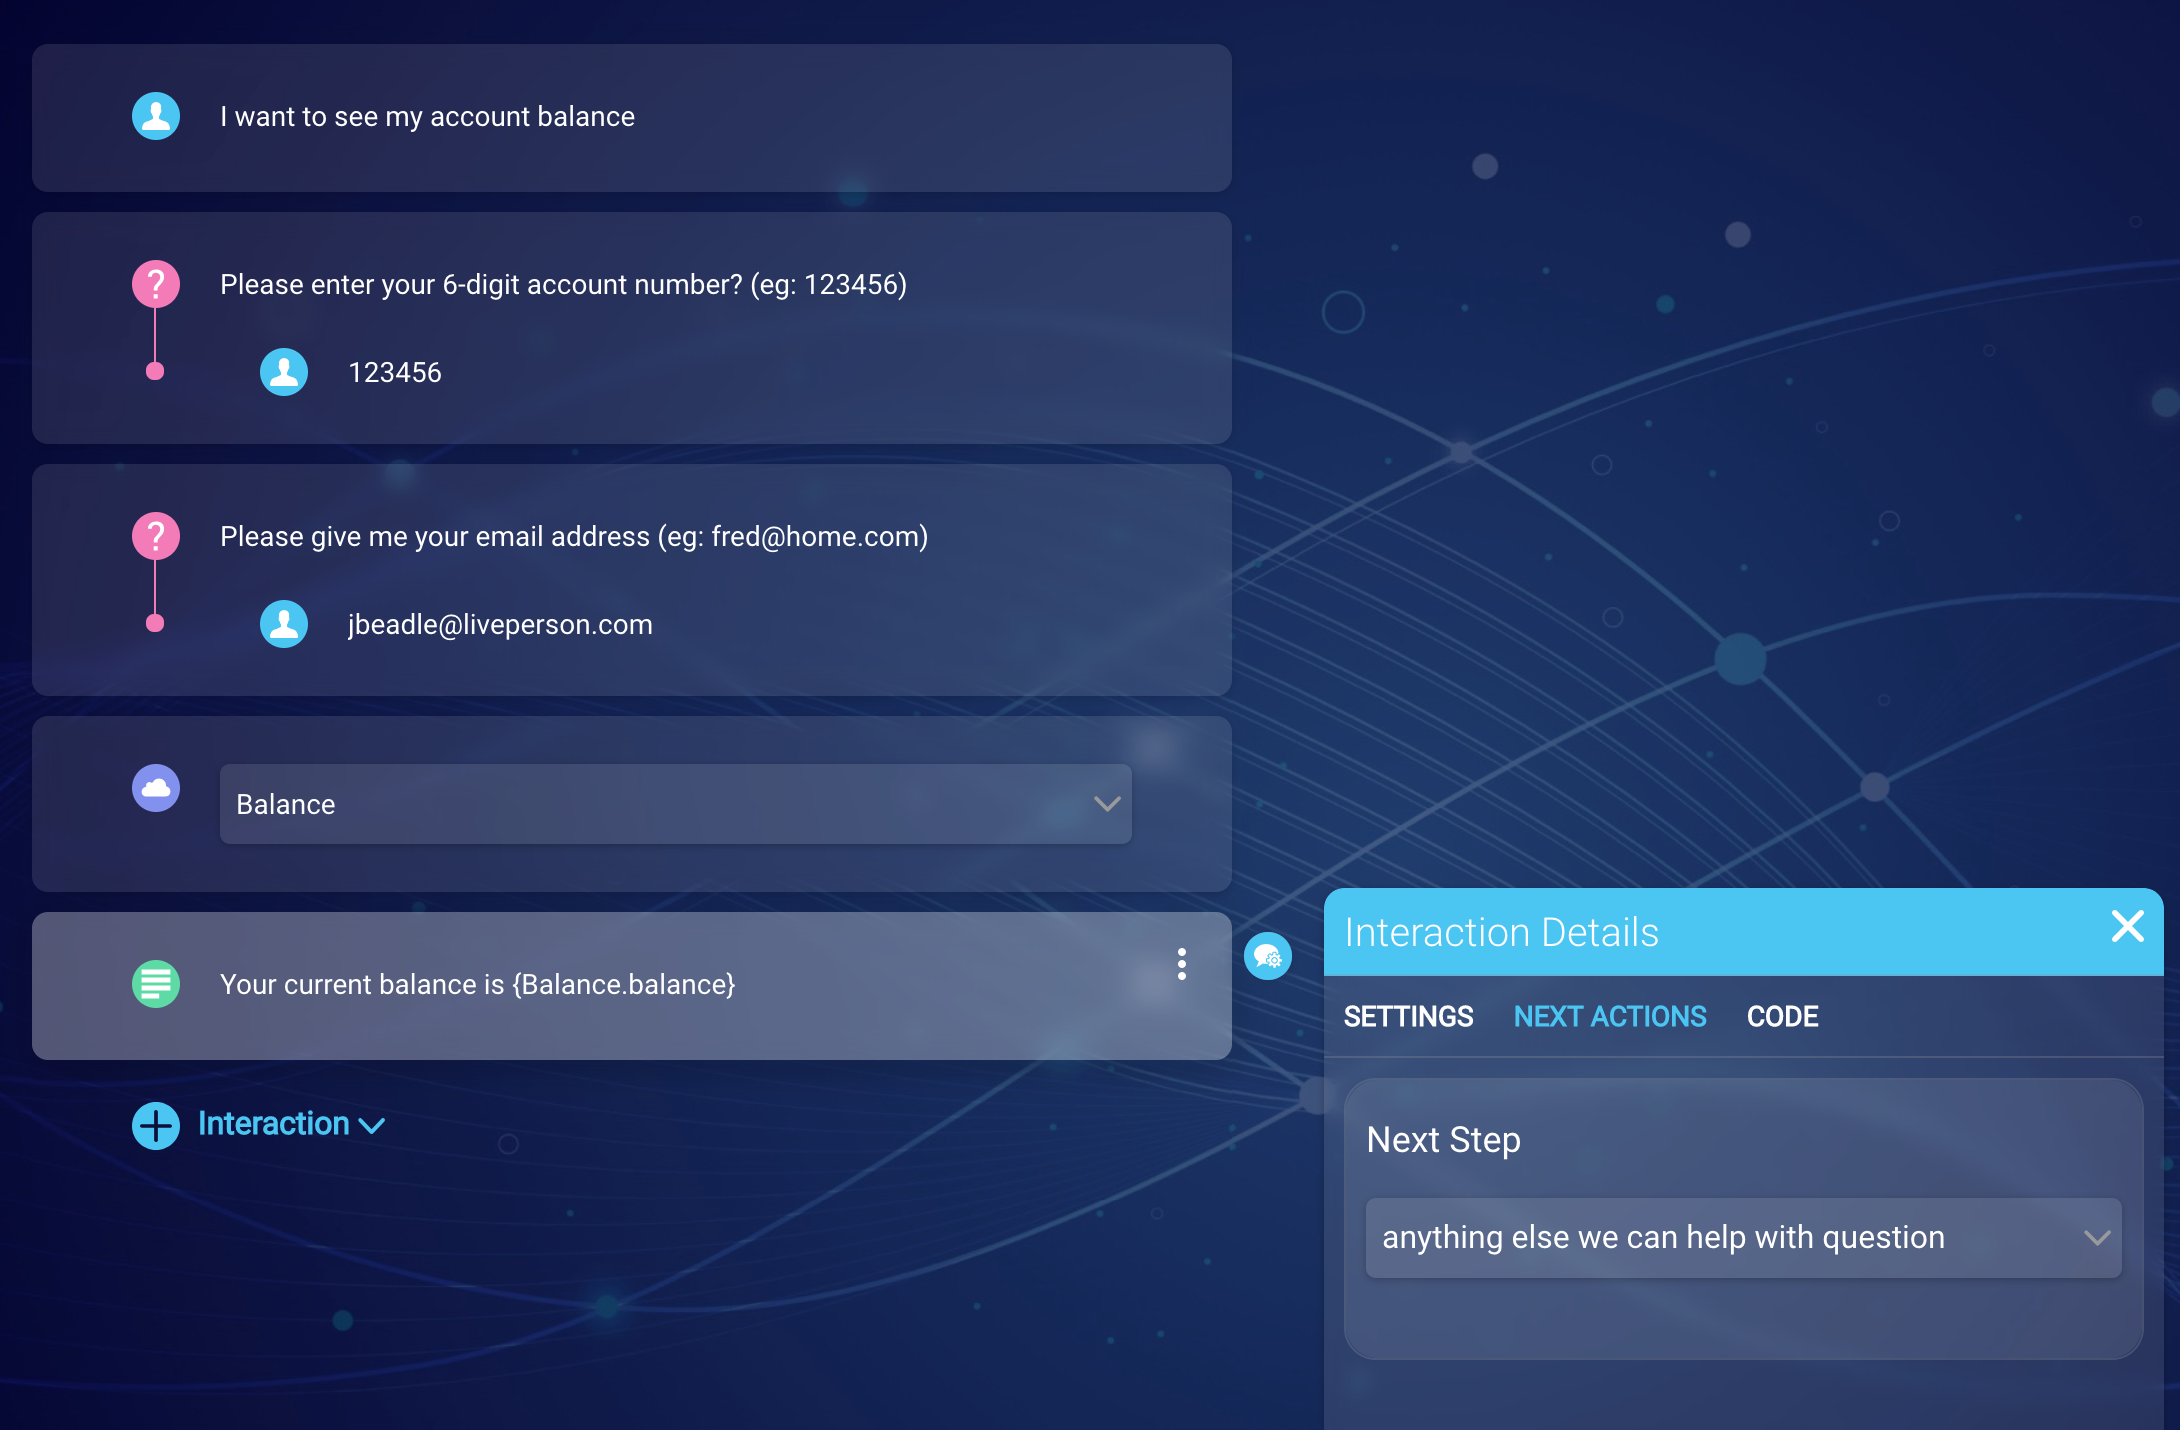 I want to see my account balance
Please enter your 6-digit account number? (eg: 123456)
123456
Please give me your email address (eg: fred@home.com)
jbeadle@liveperson.com
Balance
Your current balance is {Balance.balance}
Interaction
Interaction Details
SETTINGS NEXT ACTIONS CODE
Next Step
anything else we can help with question